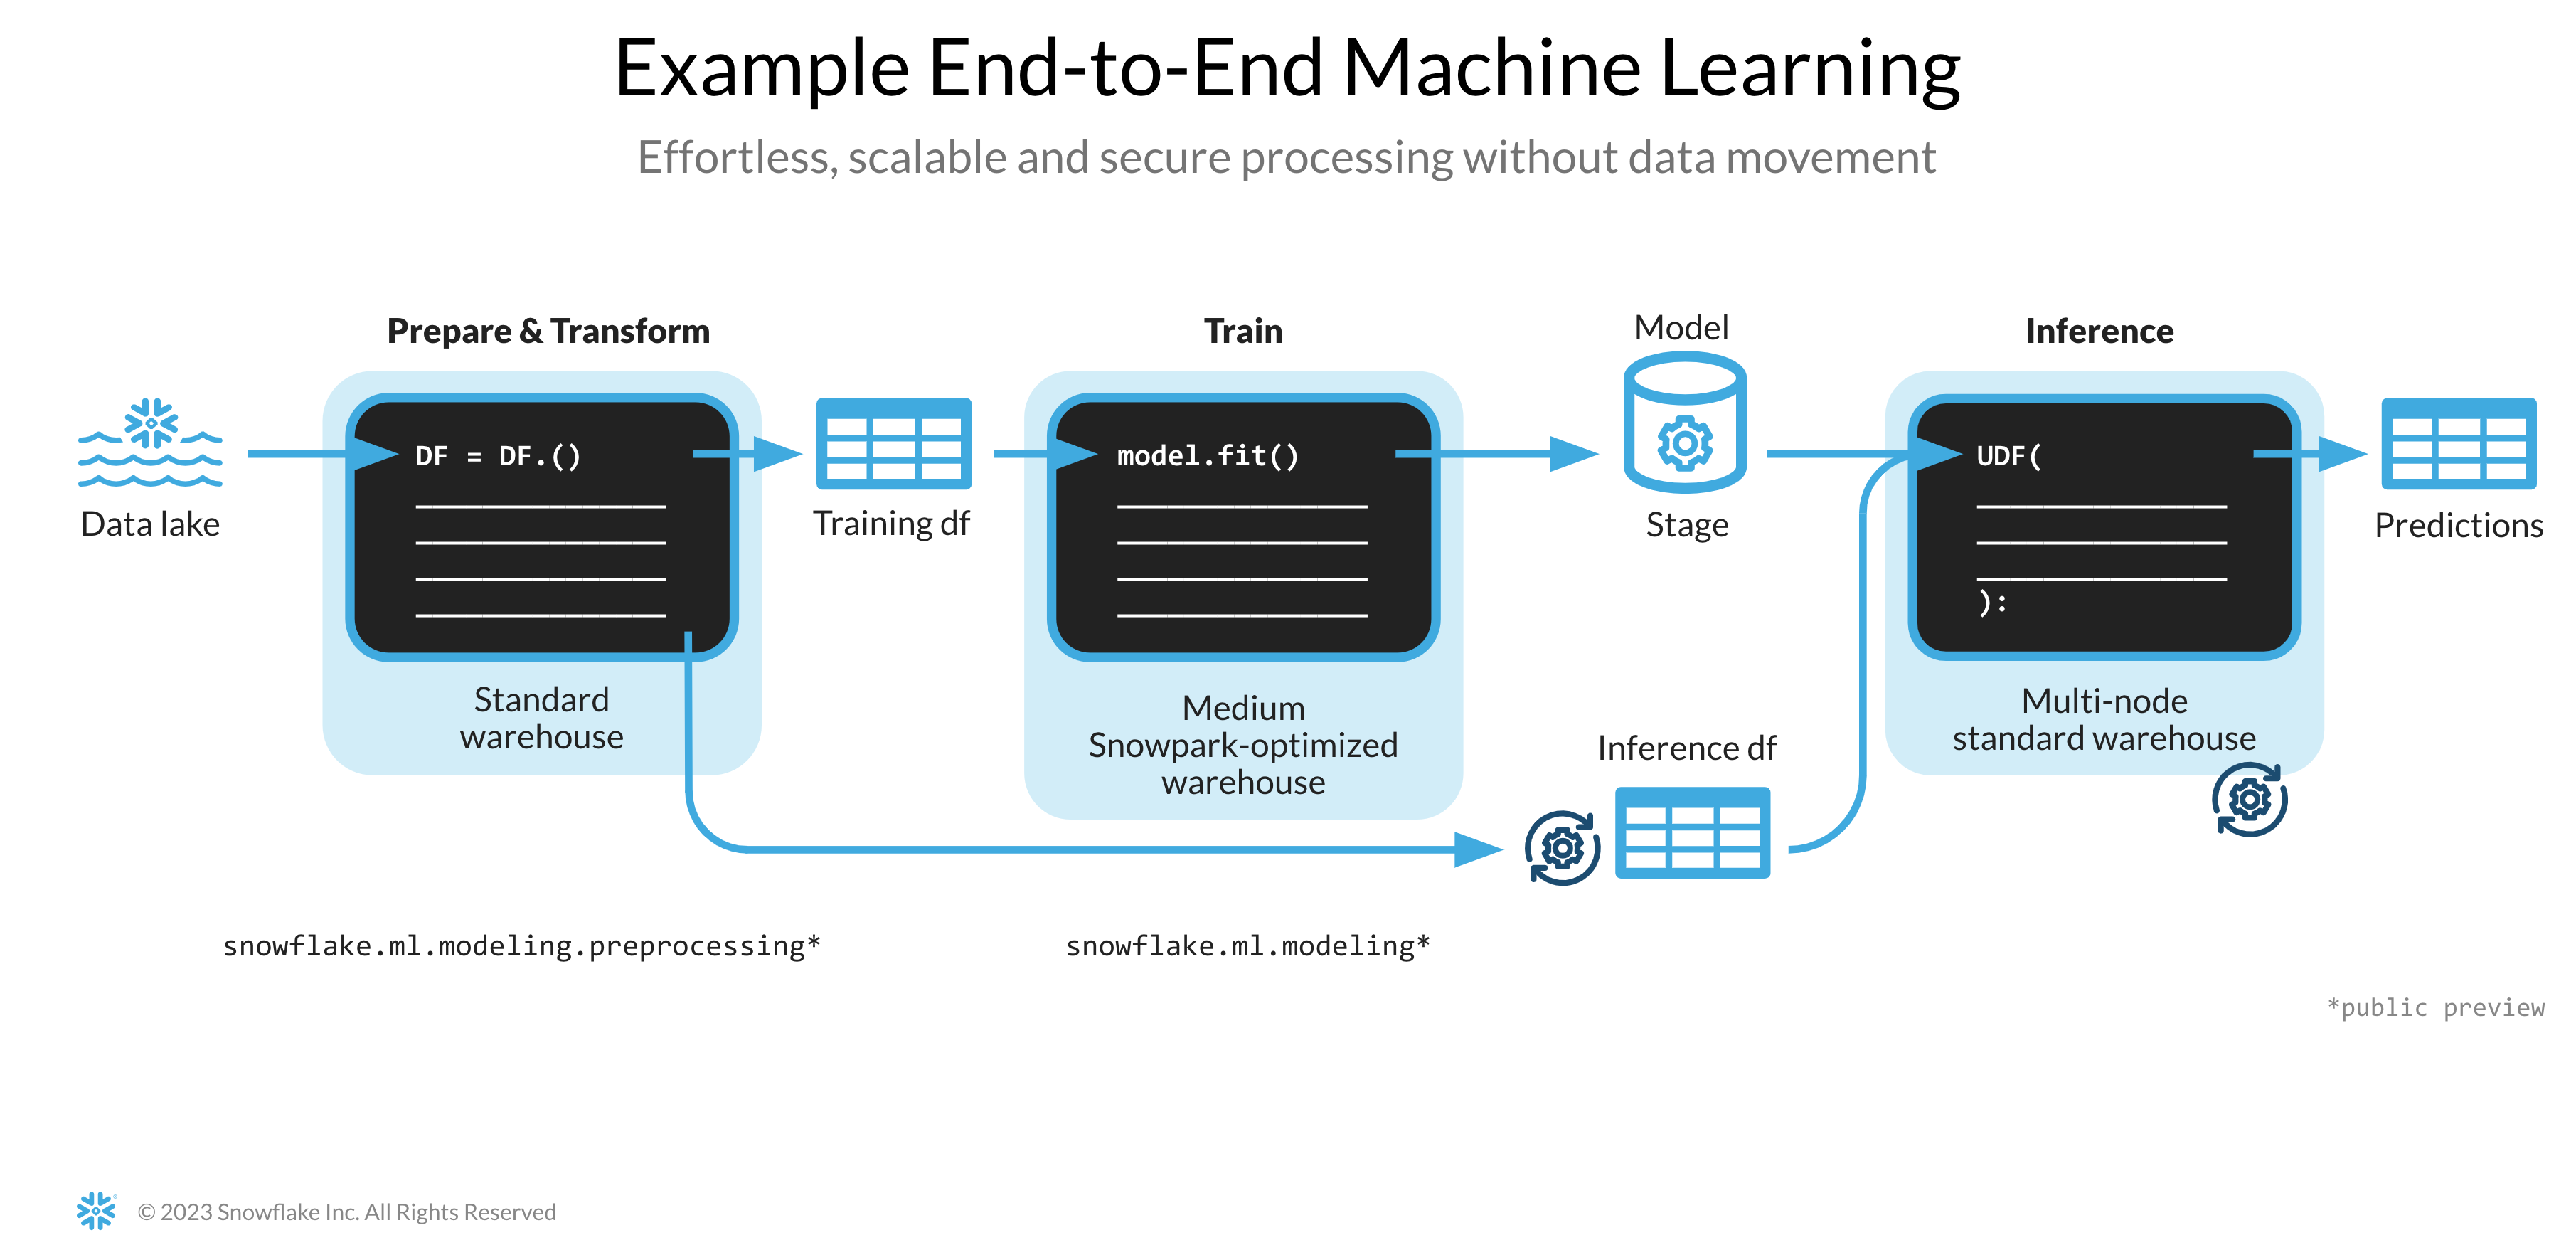 Example End-to-End Machine Learning
Effortless, scalable and secure processing without data movement
Prepare & Transform
Train
Model
Inference
DF = DF.()
model.fit()
UDF(
):
Data lake
Training df
Stage
Predictions
Standard
warehouse
Medium
Snowpark-optimized
warehouse
Multi-node
standard warehouse
Inference df
snowflake.ml.modeling.preprocessing*
snowflake.ml.modeling*
*public preview
© 2023 Snowflake Inc. All Rights Reserved